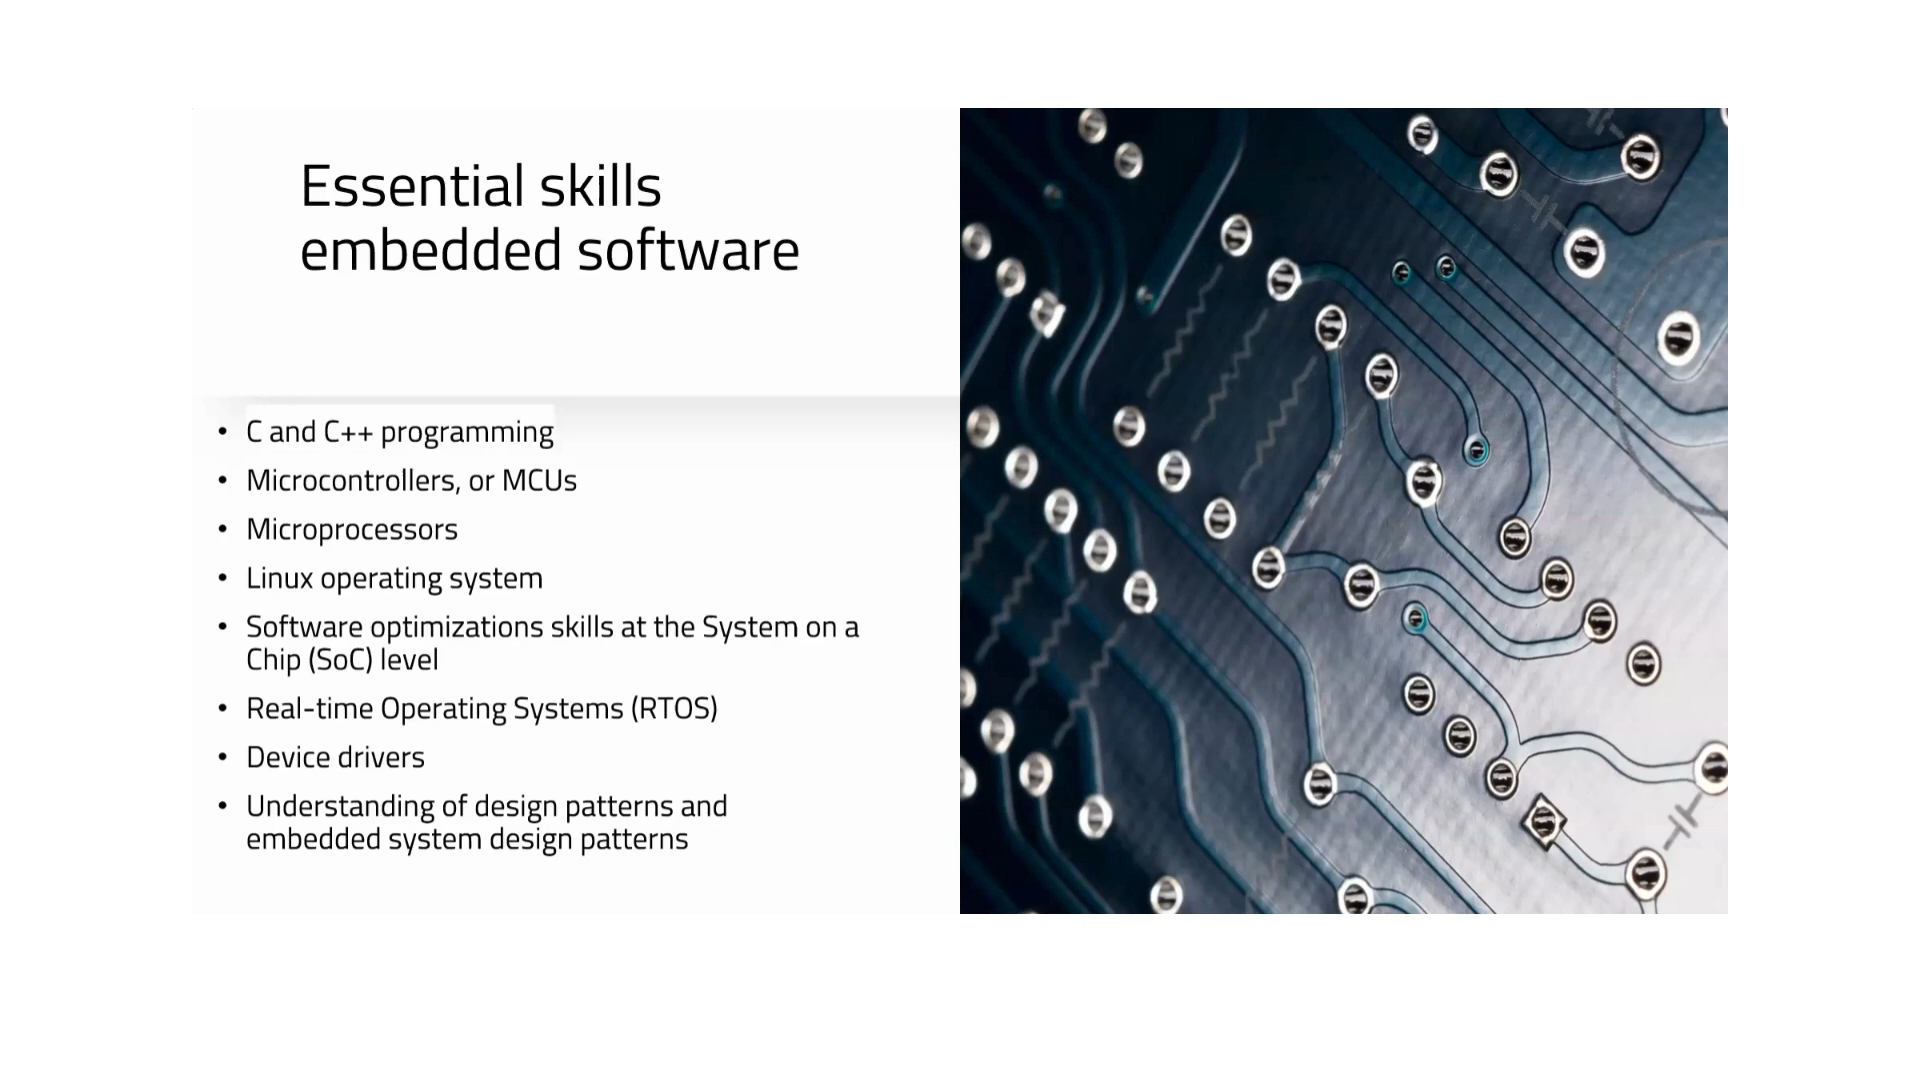 Essential skills
embedded software
• C and C++ programming
• Microcontrollers, or MCUs
• Microprocessors
• Linux operating system
• Software optimizations skills at the System on a
Chip (SoC) level
• Real-time Operating Systems (RTOS)
• Device drivers
• Understanding of design patterns and
embedded system design patterns